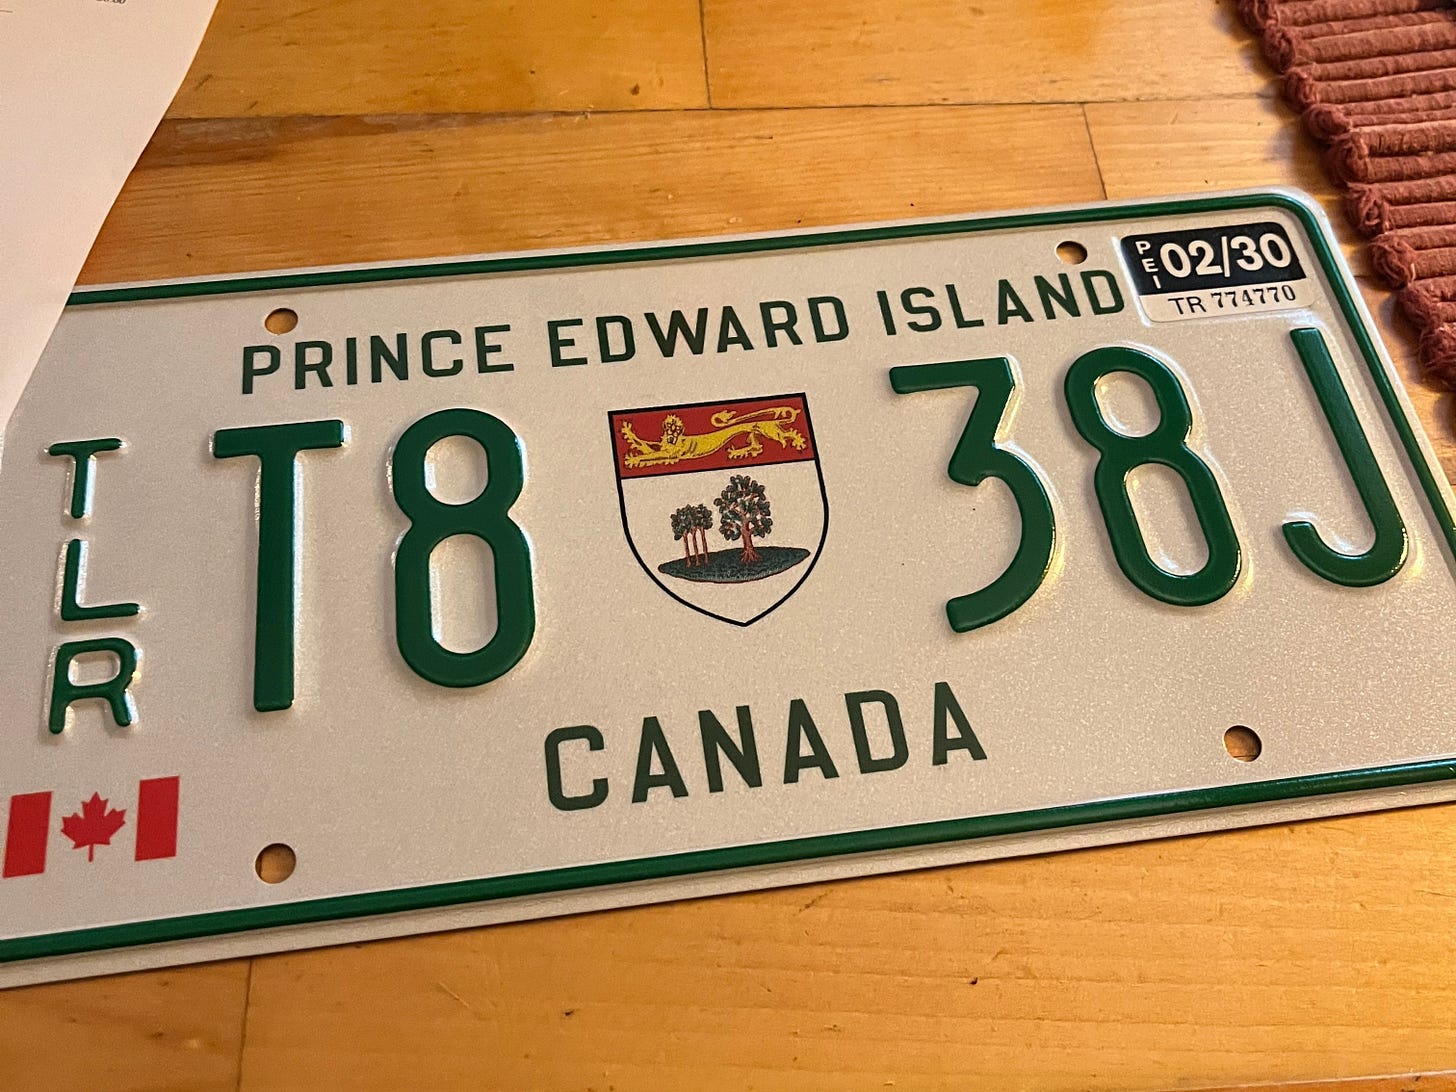 PRINCE EDWARD ISLAND
PEI 02/30
TR 774770
TLR
T8 38J
CANADA